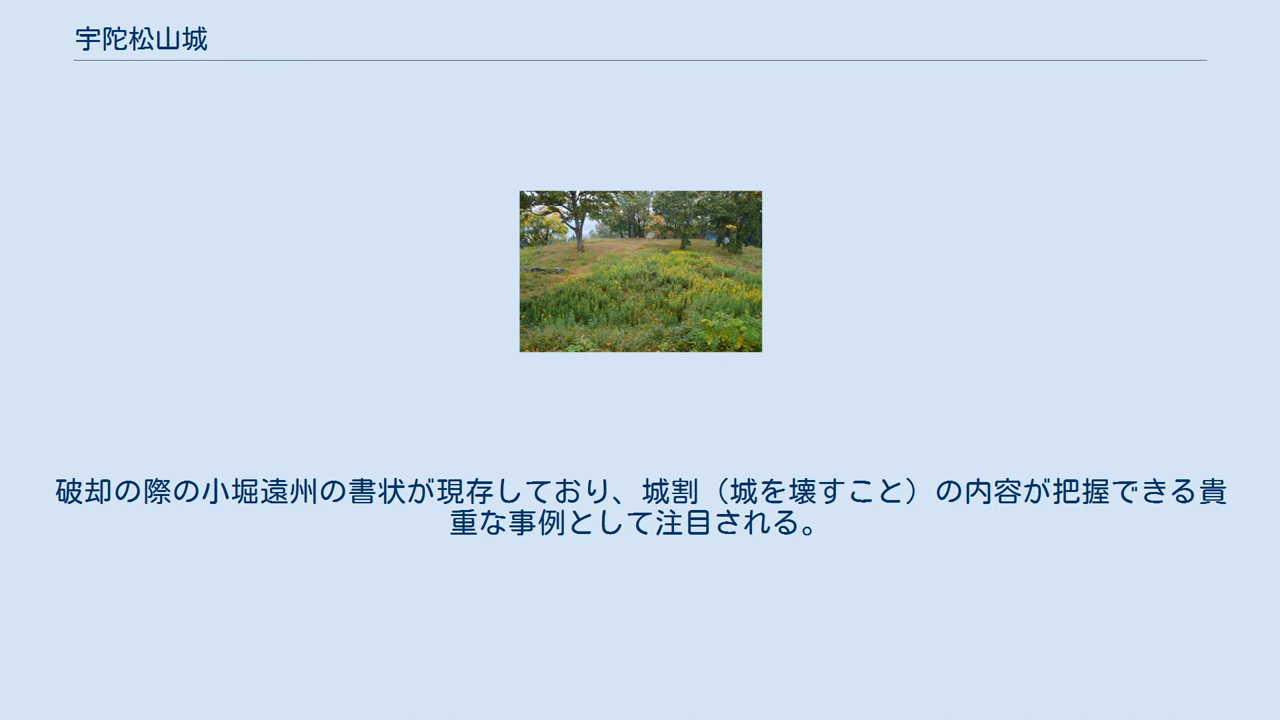 宇陀松山城
破却の際の小堀遠州の書状が現存しており、城割（城を壊すこと）の内容が把握できる貴
重な事例として注目される。